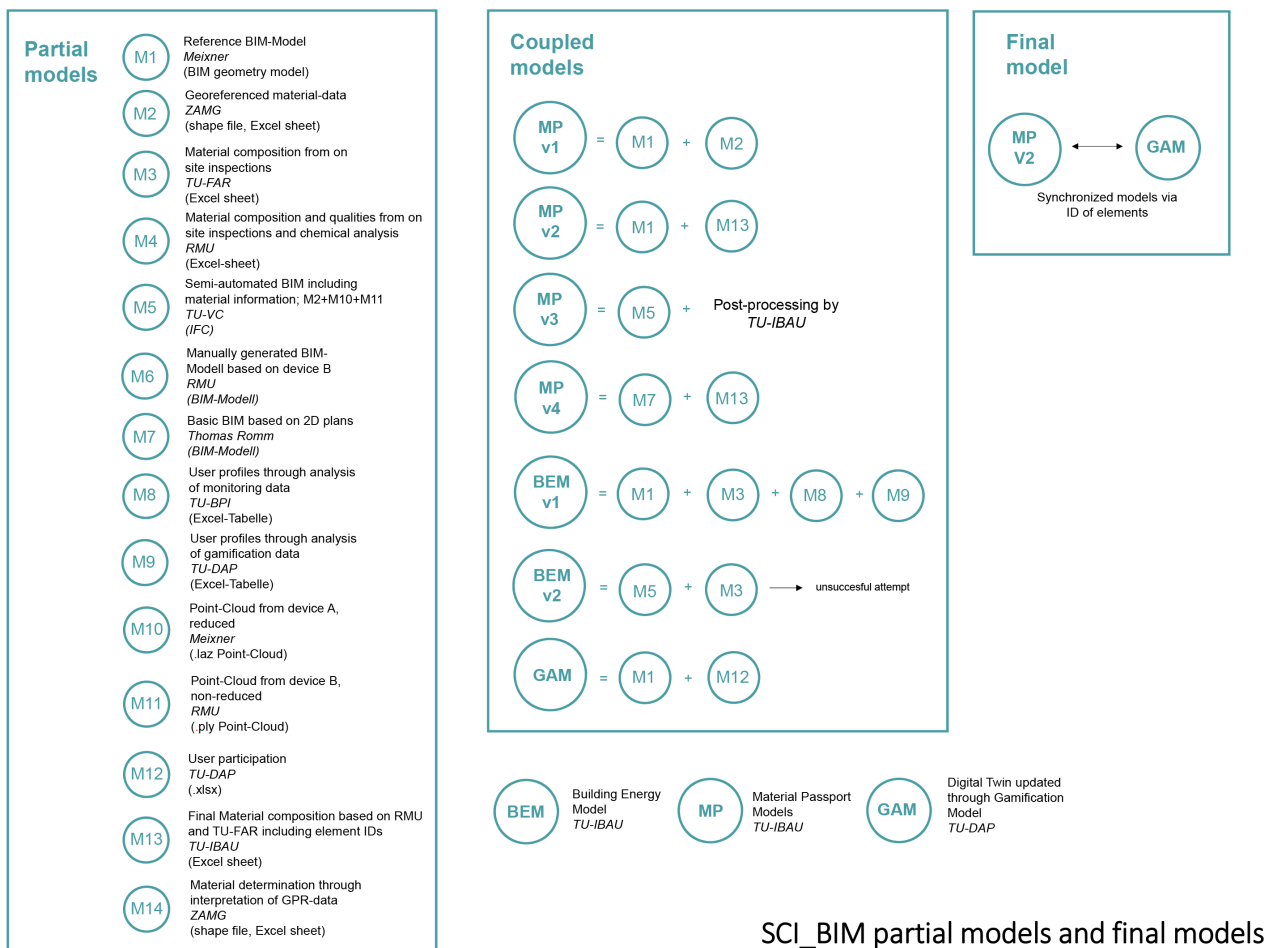 Partial
models
M1
Reference BIM-Model
Meixner
(BIM geometry model)
M2
Georeferenced material-data
ZAMG
(shape file, Excel sheet)
M3
Material composition from on
site inspections
TU-FAR
(Excel sheet)
M4
Material composition and qualities from on
site inspections and chemical analysis
RMU
(Excel-sheet)
M5
Semi-automated BIM including
material information; M2+M10+M11
TU-VC
(IFC)
M6
Manually generated BIM-
Modell based on device B
RMU
(BIM-Modell)
M7
Basic BIM based on 2D plans
Thomas Romm
(BIM-Modell)
M8
User profiles through analysis
of monitoring data
TU-BPI
(Excel-Tabelle)
M9
User profiles through analysis
of gamification data
TU-DAP
(Excel-Tabelle)
M10
Point-Cloud from device A,
reduced
Meixner
(.laz Point-Cloud)
M11
Point-Cloud from device B,
non-reduced
RMU
(.ply Point-Cloud)
M12
User participation
TU-DAP
(.xlsx)
M13
Final Material composition based on RMU
and TU-FAR including element IDs
TU-IBAU
(Excel sheet)
M14
Material determination through
interpretation of GPR-data
ZAMG
(shape file, Excel sheet)
Coupled
models
MP
v1
= M1 + M2
MP
v2
= M1 + M13
MP
v3
= M5 +
Post-processing by
TU-IBAU
MP
v4
= M7 + M13
BEM
v1
= M1 + M3 + M8 + M9
BEM
v2
= M5 + M3 unsuccesful attempt
GAM = M1 + M12
Final
model
MP
V2
GAM
Synchronized models via
ID of elements
BEM
Building Energy
Model
TU-IBAU
MP
Material Passport
Models
TU-IBAU
GAM
Digital Twin updated
through Gamification
Model
TU-DAP
SCI_BIM partial models and final models